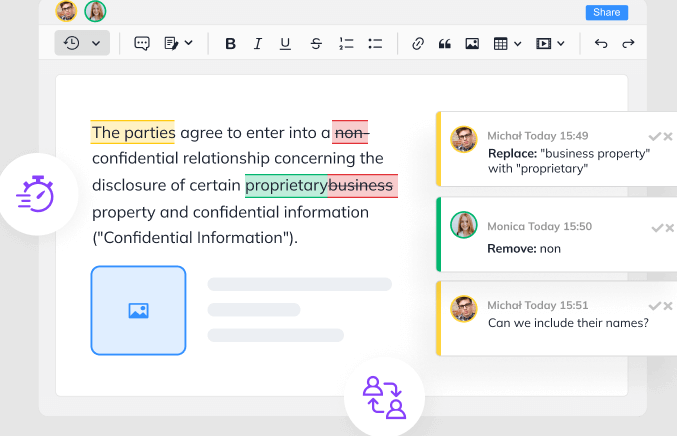 Share
B I U S
The parties agree to enter into a non-
confidential relationship concerning the
disclosure of certain proprietarybusiness
property and confidential information
("Confidential Information").
Michał Today 15:49
Replace: "business property"
with "proprietary"
Monica Today 15:50
Remove: non
Michał Today 15:51
Can we include their names?